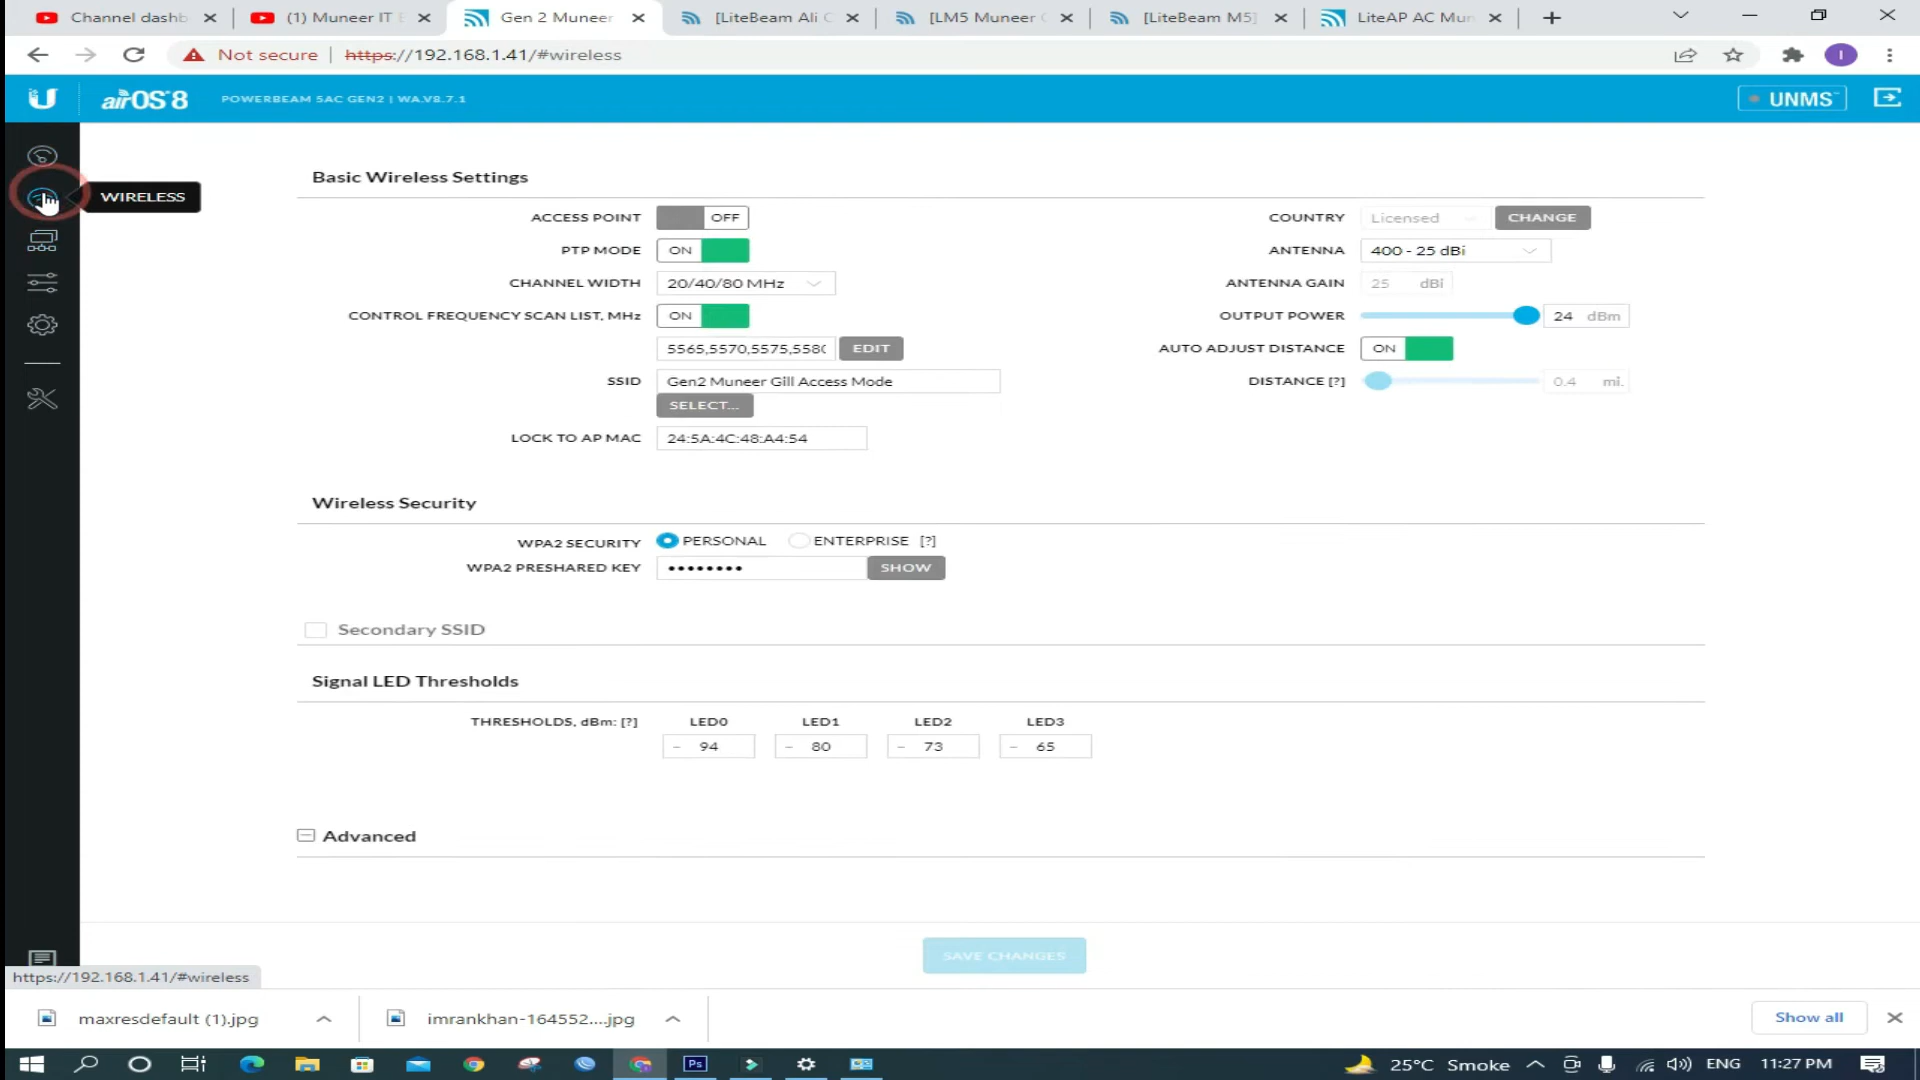 Channel dashb
(1) Muneer IT E
Gen 2 Muneer
[LiteBeam Ali C
[LM5 Muneer G
[LiteBeam M5]
LiteAP AC Mun
Not secure | https://192.168.1.41/#wireless
I
airOS 8
POWERBEAM 5AC GEN2 | WA.V8.7.1
UNMS
WIRELESS
Basic Wireless Settings
ACCESS POINT OFF
PTP MODE ON
CHANNEL WIDTH 20/40/80 MHz
CONTROL FREQUENCY SCAN LIST, MHz ON
5565,5570,5575,5580 EDIT
SSID Gen2 Muneer Gill Access Mode
SELECT...
LOCK TO AP MAC 24:5A:4C:48:A4:54
COUNTRY Licensed CHANGE
ANTENNA 400 - 25 dBi
ANTENNA GAIN 25 dBi
OUTPUT POWER 24 dBm
AUTO ADJUST DISTANCE ON
DISTANCE [?] 0.4 mi.
Wireless Security
WPA2 SECURITY PERSONAL ENTERPRISE [?]
WPA2 PRESHARED KEY •••••••• SHOW
Secondary SSID
Signal LED Thresholds
THRESHOLDS, dBm: [?] LED0 LED1 LED2 LED3
- 94 - 80 - 73 - 65
Advanced
SAVE CHANGES
https://192.168.1.41/#wireless
maxresdefault (1).jpg
imrankhan-164552....jpg
Show all
Ps
25°C Smoke
ENG
11:27 PM